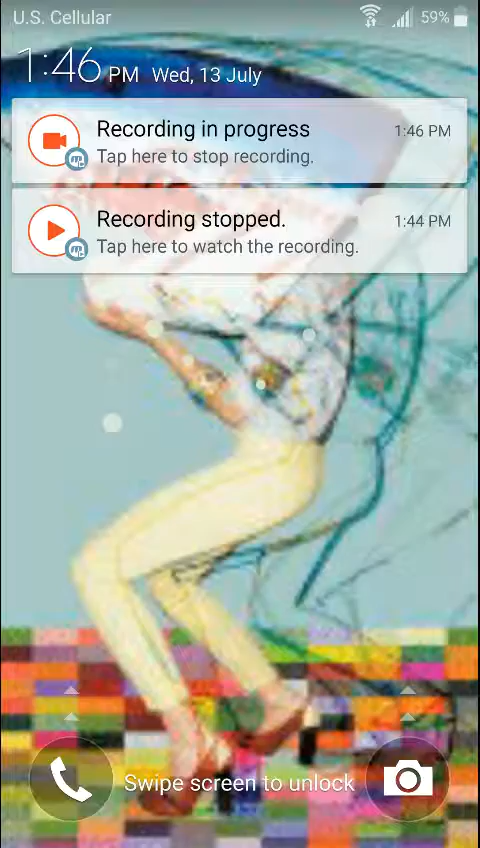 U.S. Cellular 59%
1:46 PM Wed, 13 July
Recording in progress 1:46 PM
Tap here to stop recording.
Recording stopped. 1:44 PM
Tap here to watch the recording.
Swipe screen to unlock